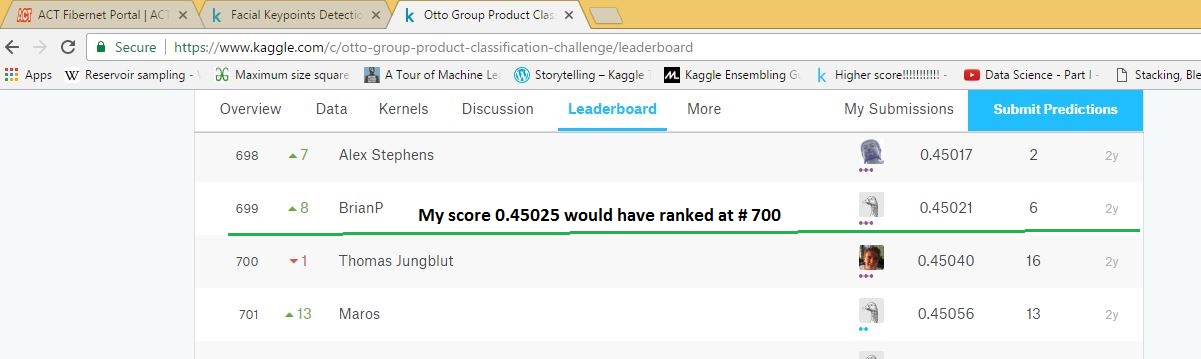 ACT Fibernet Portal | ACT
Facial Keypoints Detectio
Otto Group Product Clas
Secure | https://www.kaggle.com/c/otto-group-product-classification-challenge/leaderboard
Apps Reservoir sampling - Maximum size square A Tour of Machine Le Storytelling – Kaggle Kaggle Ensembling Gu Higher score!!!!!!!!!!! - Data Science - Part I - Stacking, Ble
Overview Data Kernels Discussion Leaderboard More My Submissions Submit Predictions
698 7 Alex Stephens 0.45017 2 2y
699 8 BrianP 0.45021 6 2y
My score 0.45025 would have ranked at # 700
700 1 Thomas Jungblut 0.45040 16 2y
701 13 Maros 0.45056 13 2y